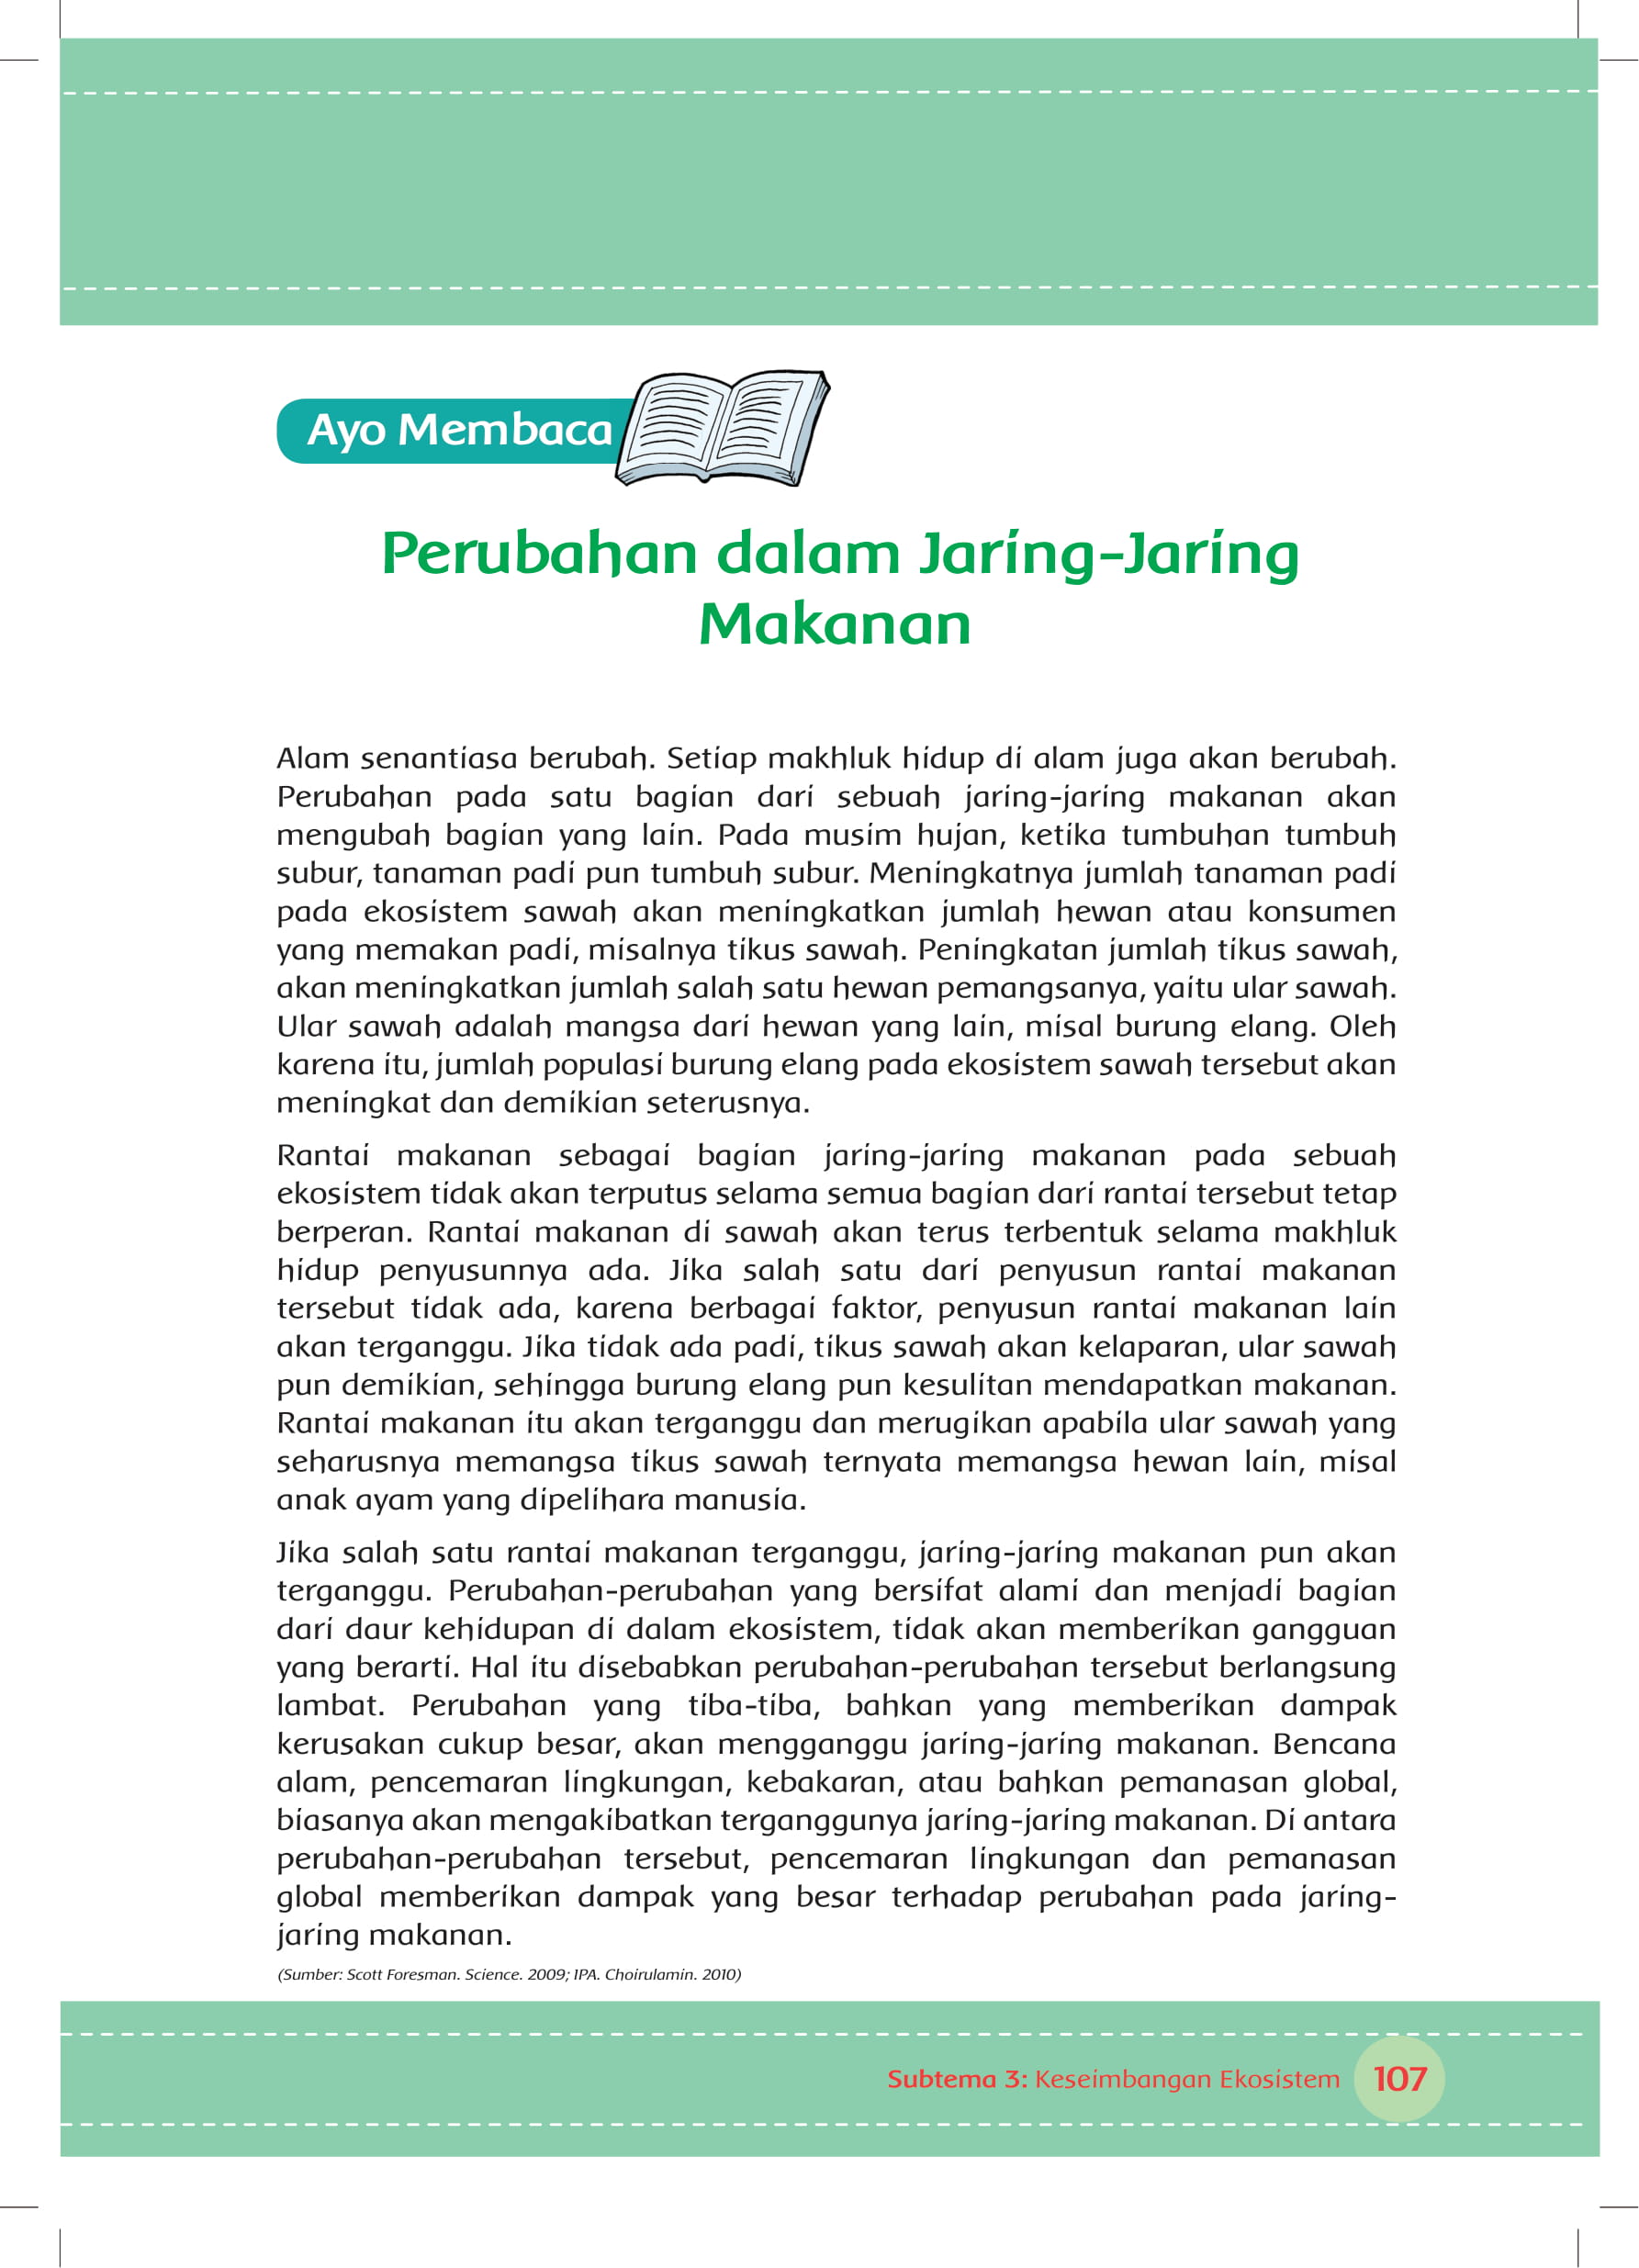 Ayo Membaca
Perubahan dalam Jaring-Jaring
Makanan
Alam senantiasa berubah. Setiap makhluk hidup di alam juga akan berubah.
Perubahan pada satu bagian dari sebuah jaring-jaring makanan akan
mengubah bagian yang lain. Pada musim hujan, ketika tumbuhan tumbuh
subur, tanaman padi pun tumbuh subur. Meningkatnya jumlah tanaman padi
pada ekosistem sawah akan meningkatkan jumlah hewan atau konsumen
yang memakan padi, misalnya tikus sawah. Peningkatan jumlah tikus sawah,
akan meningkatkan jumlah salah satu hewan pemangsanya, yaitu ular sawah.
Ular sawah adalah mangsa dari hewan yang lain, misal burung elang. Oleh
karena itu, jumlah populasi burung elang pada ekosistem sawah tersebut akan
meningkat dan demikian seterusnya.
Rantai makanan sebagai bagian jaring-jaring makanan pada sebuah
ekosistem tidak akan terputus selama semua bagian dari rantai tersebut tetap
berperan. Rantai makanan di sawah akan terus terbentuk selama makhluk
hidup penyusunnya ada. Jika salah satu dari penyusun rantai makanan
tersebut tidak ada, karena berbagai faktor, penyusun rantai makanan lain
akan terganggu. Jika tidak ada padi, tikus sawah akan kelaparan, ular sawah
pun demikian, sehingga burung elang pun kesulitan mendapatkan makanan.
Rantai makanan itu akan terganggu dan merugikan apabila ular sawah yang
seharusnya memangsa tikus sawah ternyata memangsa hewan lain, misal
anak ayam yang dipelihara manusia.
Jika salah satu rantai makanan terganggu, jaring-jaring makanan pun akan
terganggu. Perubahan-perubahan yang bersifat alami dan menjadi bagian
dari daur kehidupan di dalam ekosistem, tidak akan memberikan gangguan
yang berarti. Hal itu disebabkan perubahan-perubahan tersebut berlangsung
lambat. Perubahan yang tiba-tiba, bahkan yang memberikan dampak
kerusakan cukup besar, akan mengganggu jaring-jaring makanan. Bencana
alam, pencemaran lingkungan, kebakaran, atau bahkan pemanasan global,
biasanya akan mengakibatkan terganggunya jaring-jaring makanan. Di antara
perubahan-perubahan tersebut, pencemaran lingkungan dan pemanasan
global memberikan dampak yang besar terhadap perubahan pada jaring-
jaring makanan.
(Sumber: Scott Foresman. Science. 2009; IPA. Choirulamin. 2010)
Subtema 3: Keseimbangan Ekosistem 107